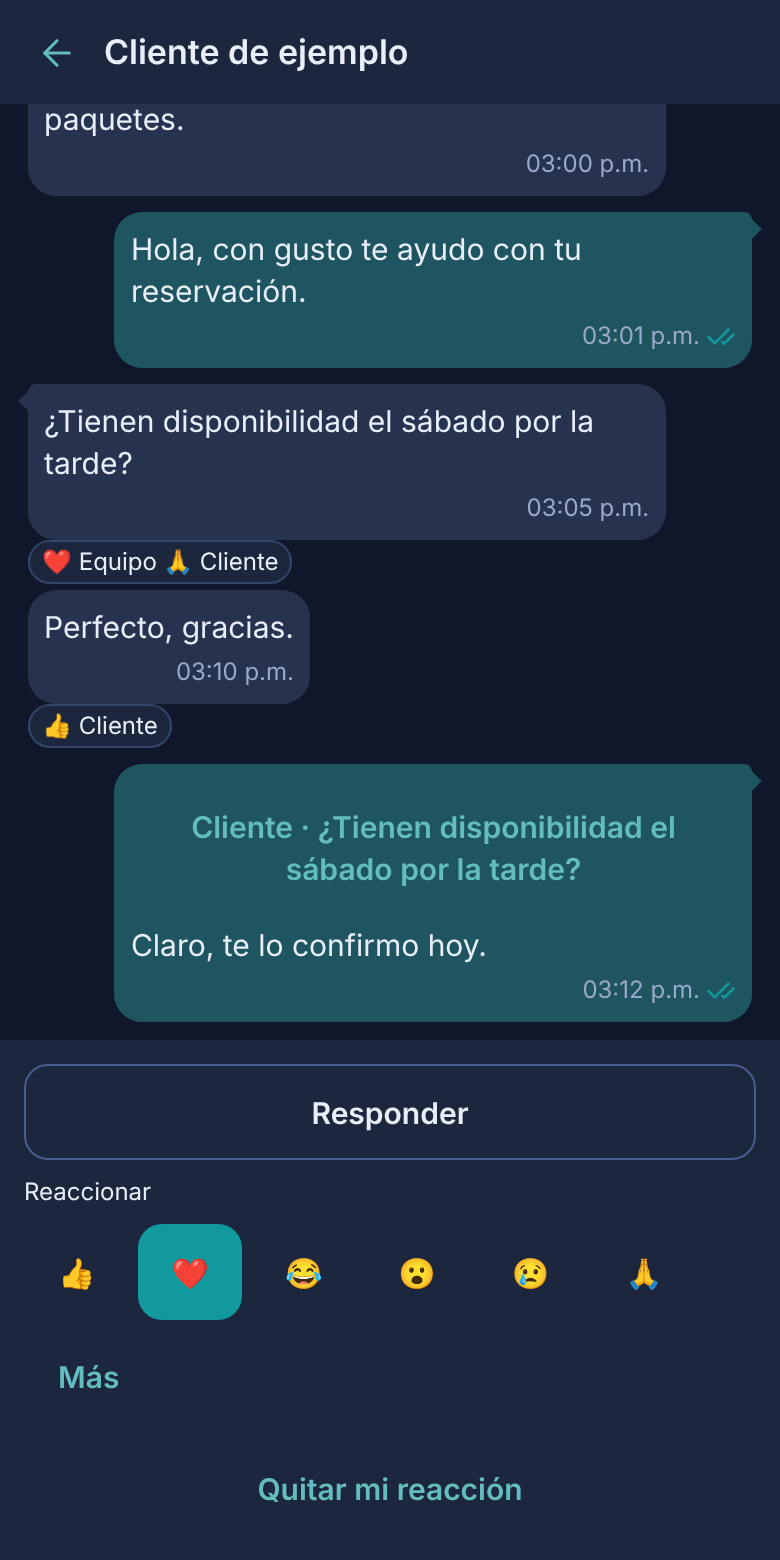 Cliente de ejemplo
paquetes.
03:00 p.m.
Hola, con gusto te ayudo con tu
reservación.
03:01 p.m.
¿Tienen disponibilidad el sábado por la
tarde?
03:05 p.m.
❤️ Equipo 🙏 Cliente
Perfecto, gracias.
03:10 p.m.
👍 Cliente
Cliente · ¿Tienen disponibilidad el
sábado por la tarde?
Claro, te lo confirmo hoy.
03:12 p.m.
Responder
Reaccionar
👍 ❤️ 😂 😮 😢 🙏
Más
Quitar mi reacción